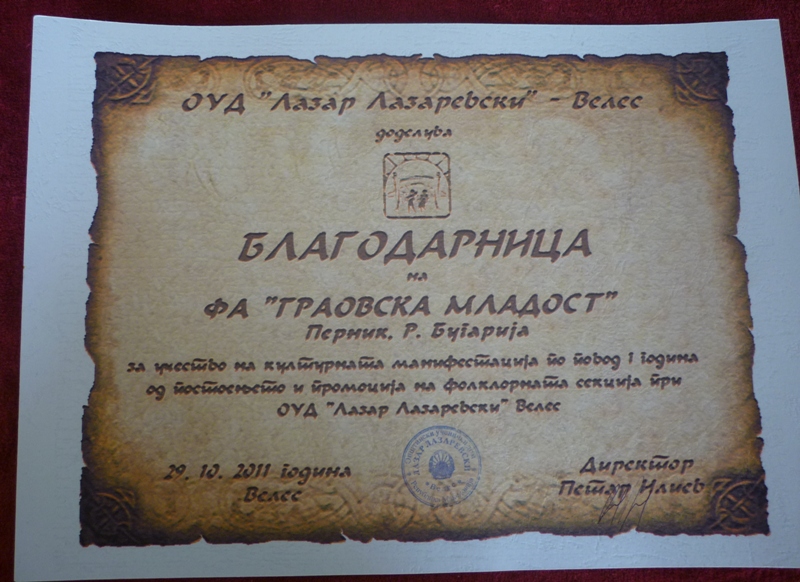 ОУД "Лазар Лазаревски" - Велес
доделува
БЛАГОДАРНИЦА
на
ФА "ГРАОВСКА МЛАДОСТ"
Перник, Р. Бугарија
за учество на културната манифестација по повод 1 година
од постоењето и промоција на фолклорната секција при
ОУД "Лазар Лазаревски" Велес
ЛАЗАР ЛАЗАРЕВСКИ
29. 10. 2011 година
Велес
Директор
Петар Илиев